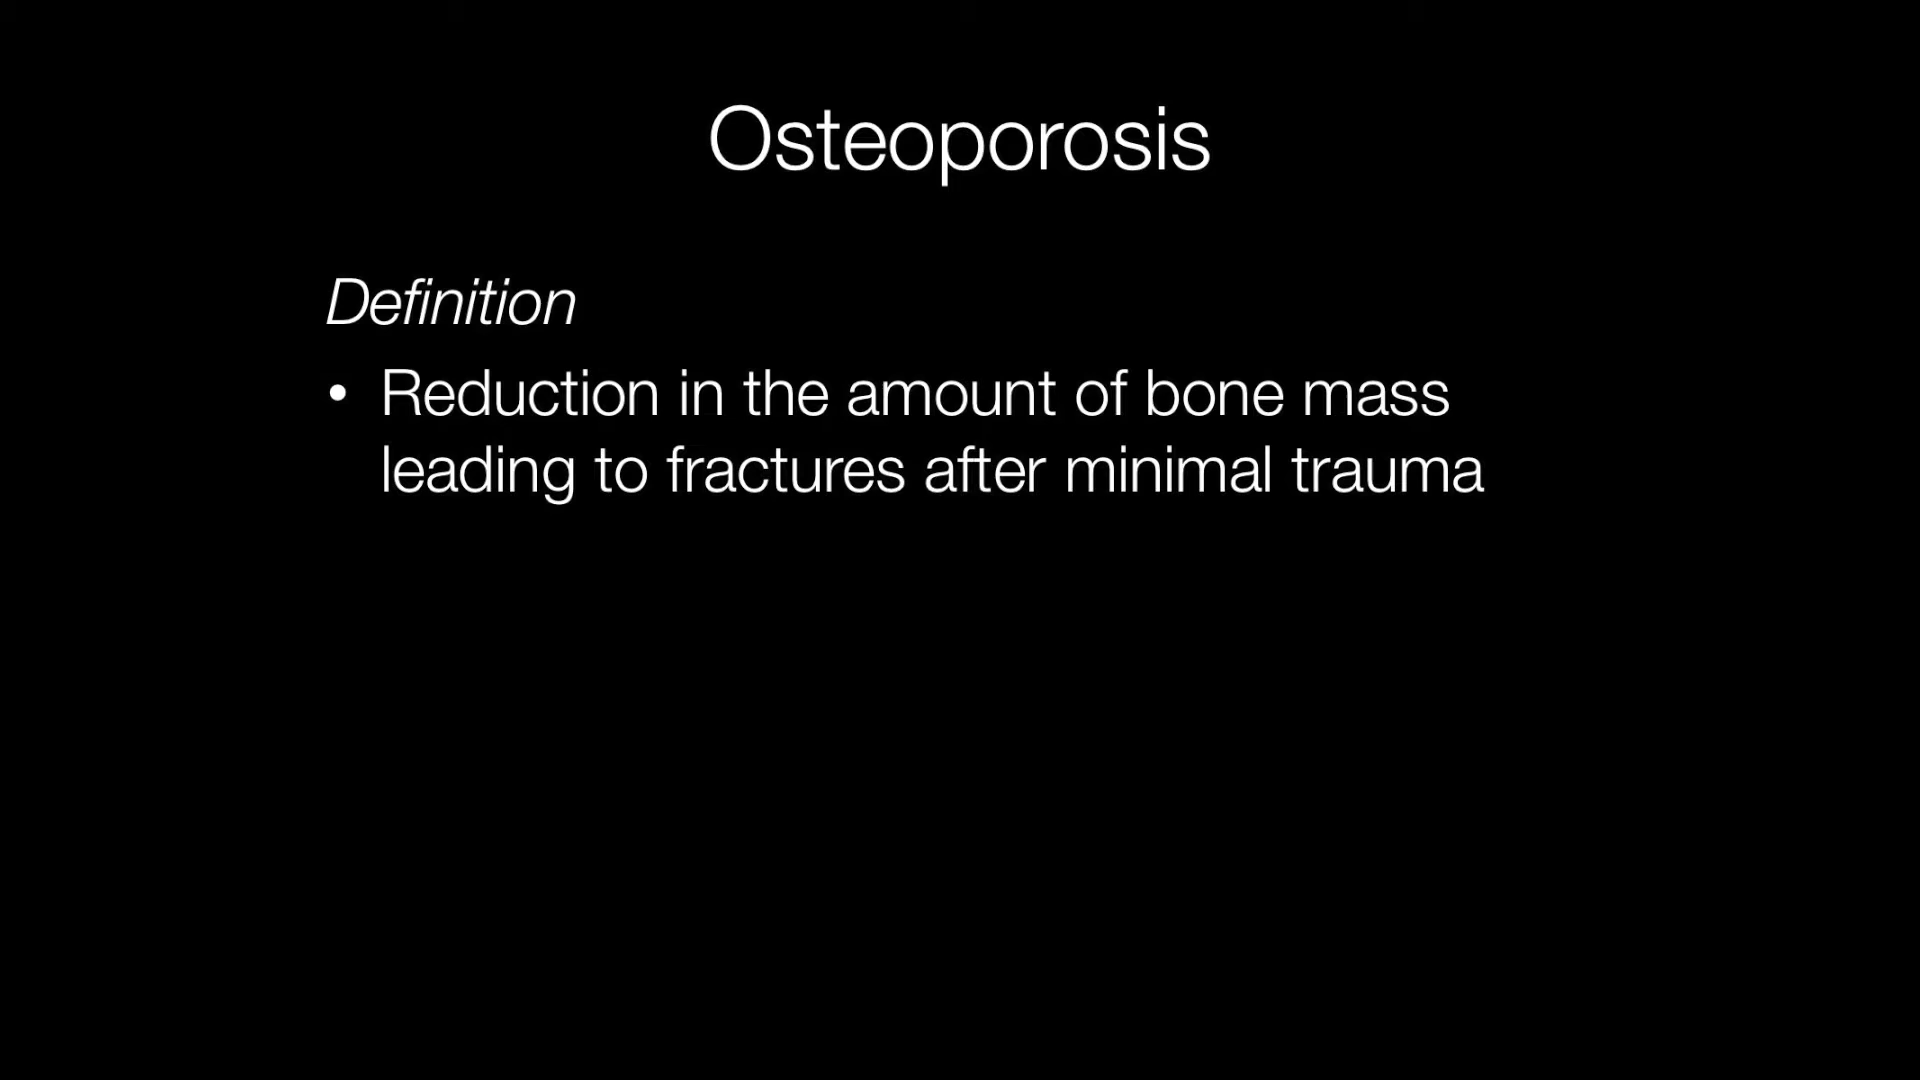 Osteoporosis
Definition
• Reduction in the amount of bone mass
leading to fractures after minimal trauma